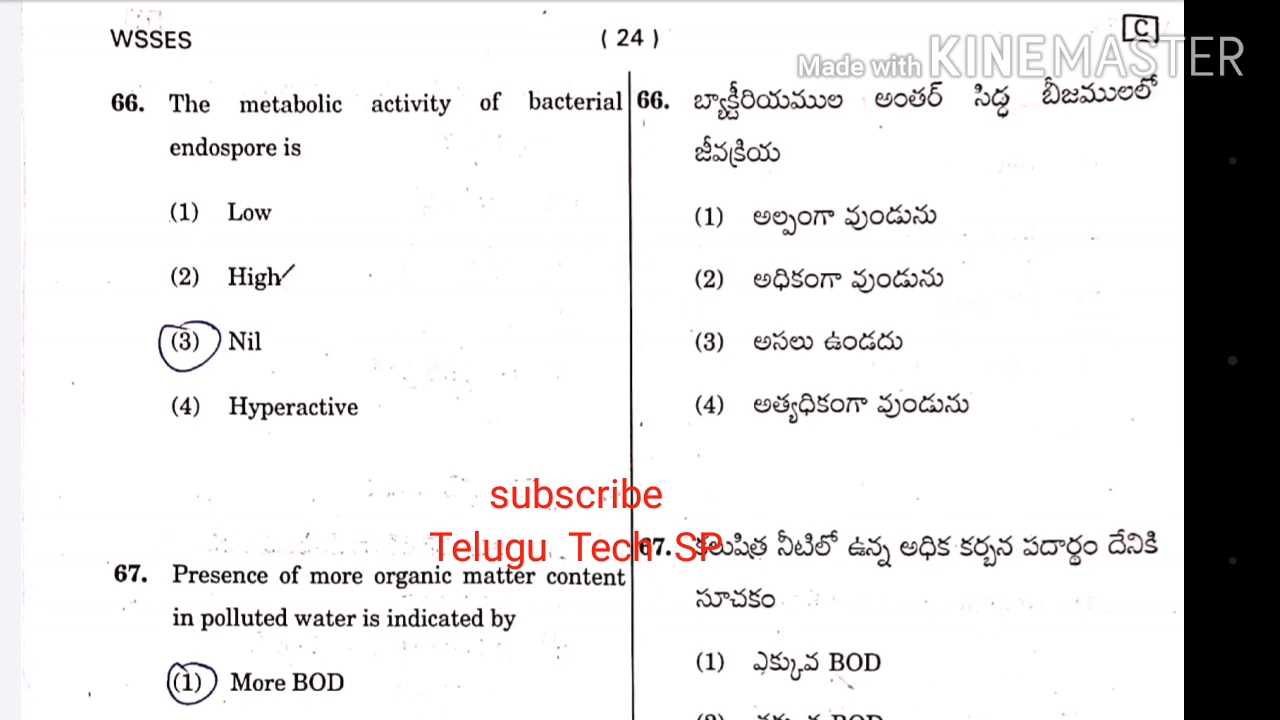 WSSES
( 24 )
C
Made with KINEMASTER
66. The metabolic activity of bacterial
endospore is
(1) Low
(2) High
(3) Nil
(4) Hyperactive
67. Presence of more organic matter content
in polluted water is indicated by
(1) More BOD
66. బ్యాక్టీరియముల అంతర్ సిద్ధ బీజములలో
జీవక్రియ
(1) అల్పంగా వుండును
(2) అధికంగా వుండును
(3) అసలు ఉండదు
(4) అత్యధికంగా వుండును
subscribe
Telugu Tech SP
67. కలుషిత నీటిలో ఉన్న అధిక కర్బన పదార్థం దేనికి
సూచకం
(1) ఎక్కువ BOD